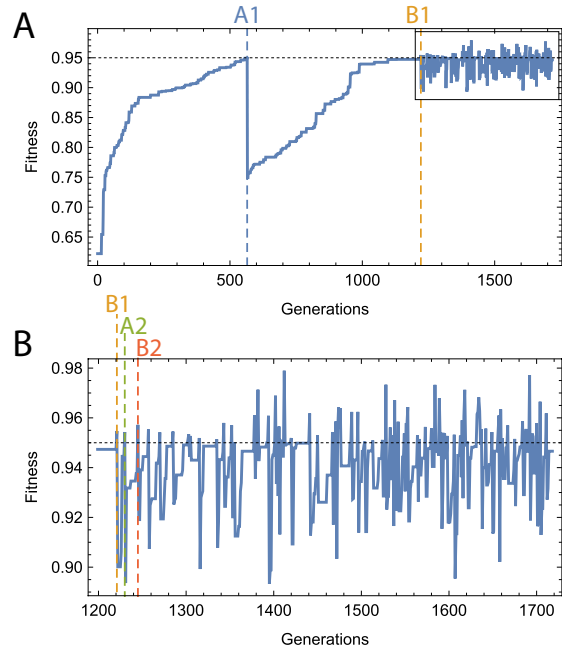 A
A1
B1
0.95
0.90
0.85
0.80
0.75
0.70
0.65
Fitness
0
500
1000
1500
Generations
B1
A2
B2
B
0.98
0.96
0.94
0.92
0.90
Fitness
1200
1300
1400
1500
1600
1700
Generations